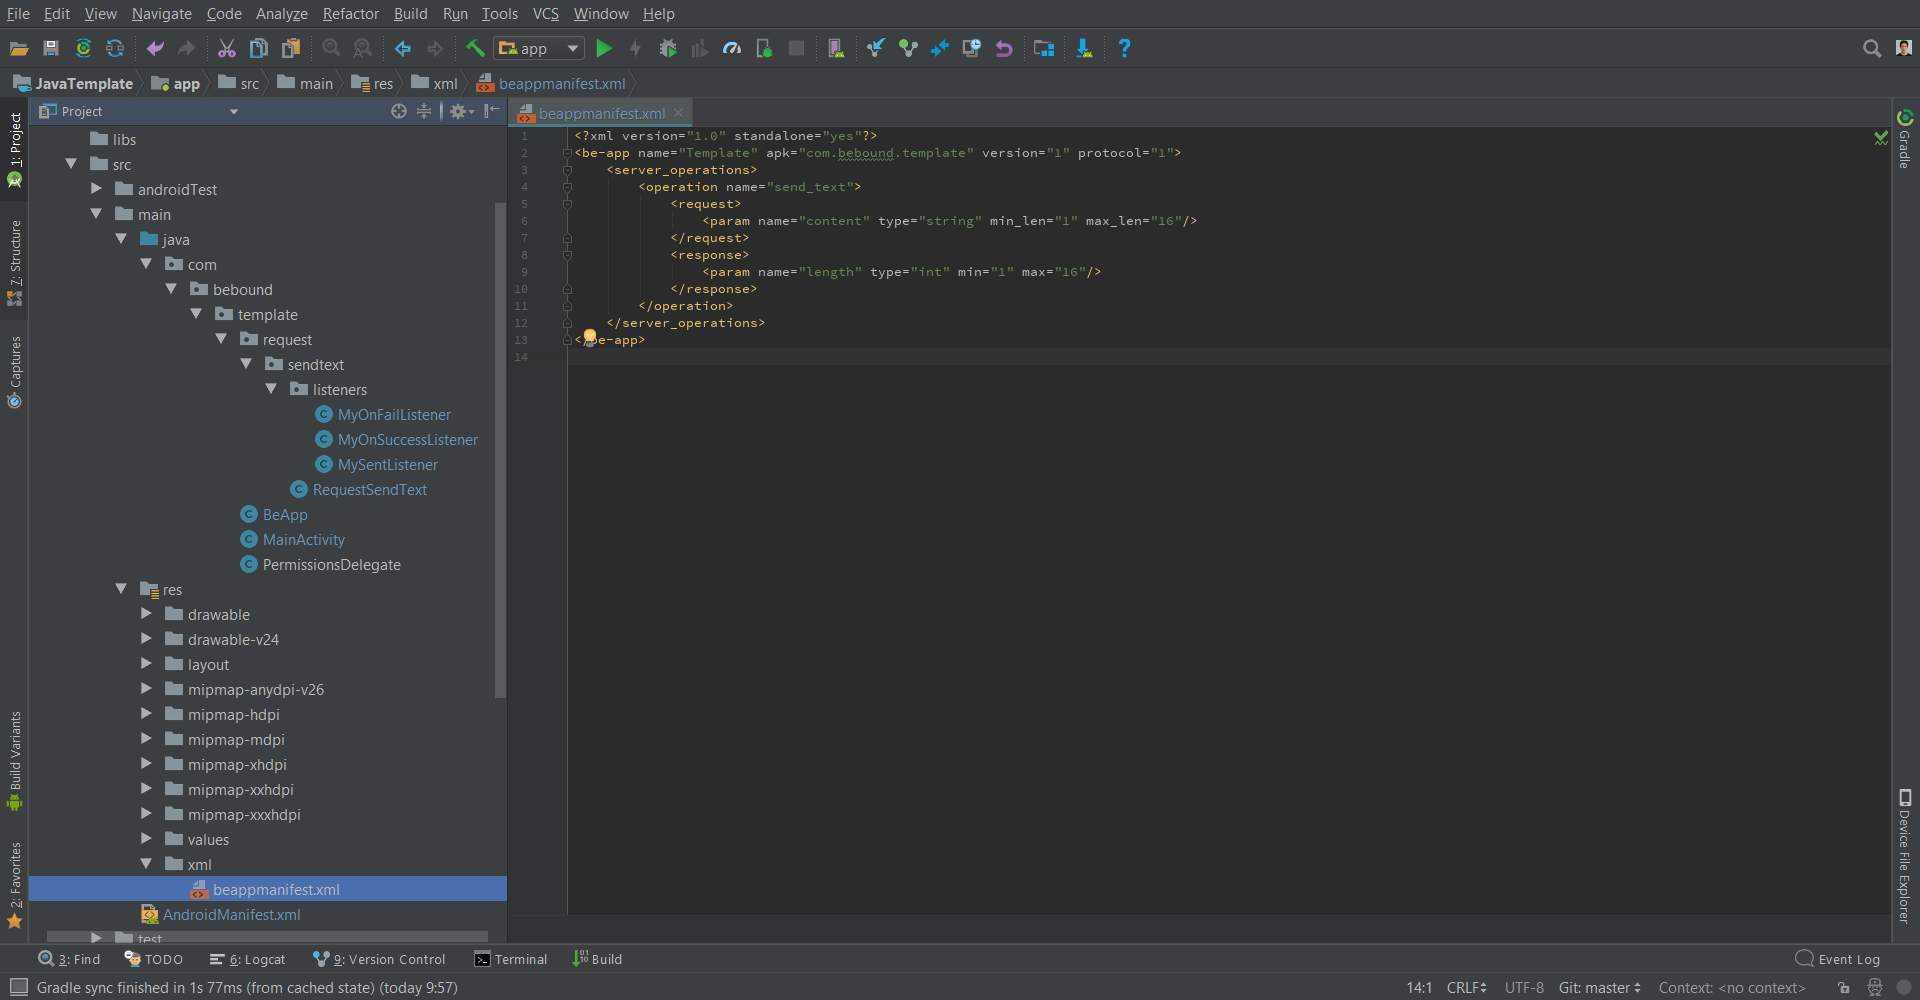 File Edit View Navigate Code Analyze Refactor Build Run Tools VCS Window Help
app
JavaTemplate app src main res xml beappmanifest.xml
Project
beappmanifest.xml
1: Project
7: Structure
Captures
Build Variants
2: Favorites
libs
src
androidTest
main
java
com
bebound
template
request
sendtext
listeners
MyOnFailListener
MyOnSuccessListener
MySentListener
RequestSendText
BeApp
MainActivity
PermissionsDelegate
res
drawable
drawable-v24
layout
mipmap-anydpi-v26
mipmap-hdpi
mipmap-mdpi
mipmap-xhdpi
mipmap-xxhdpi
mipmap-xxxhdpi
values
xml
beappmanifest.xml
AndroidManifest.xml
test
1 <?xml version="1.0" standalone="yes"?>
2 <be-app name="Template" apk="com.bebound.template" version="1" protocol="1">
3 <server_operations>
4 <operation name="send_text">
5 <request>
6 <param name="content" type="string" min_len="1" max_len="16"/>
7 </request>
8 <response>
9 <param name="length" type="int" min="1" max="16"/>
10 </response>
11 </operation>
12 </server_operations>
13 </be-app>
14
Gradle
Device File Explorer
3: Find TODO 6: Logcat 9: Version Control Terminal Build Event Log
Gradle sync finished in 1s 77ms (from cached state) (today 9:57) 14:1 CRLF UTF-8 Git: master Context: <no context>